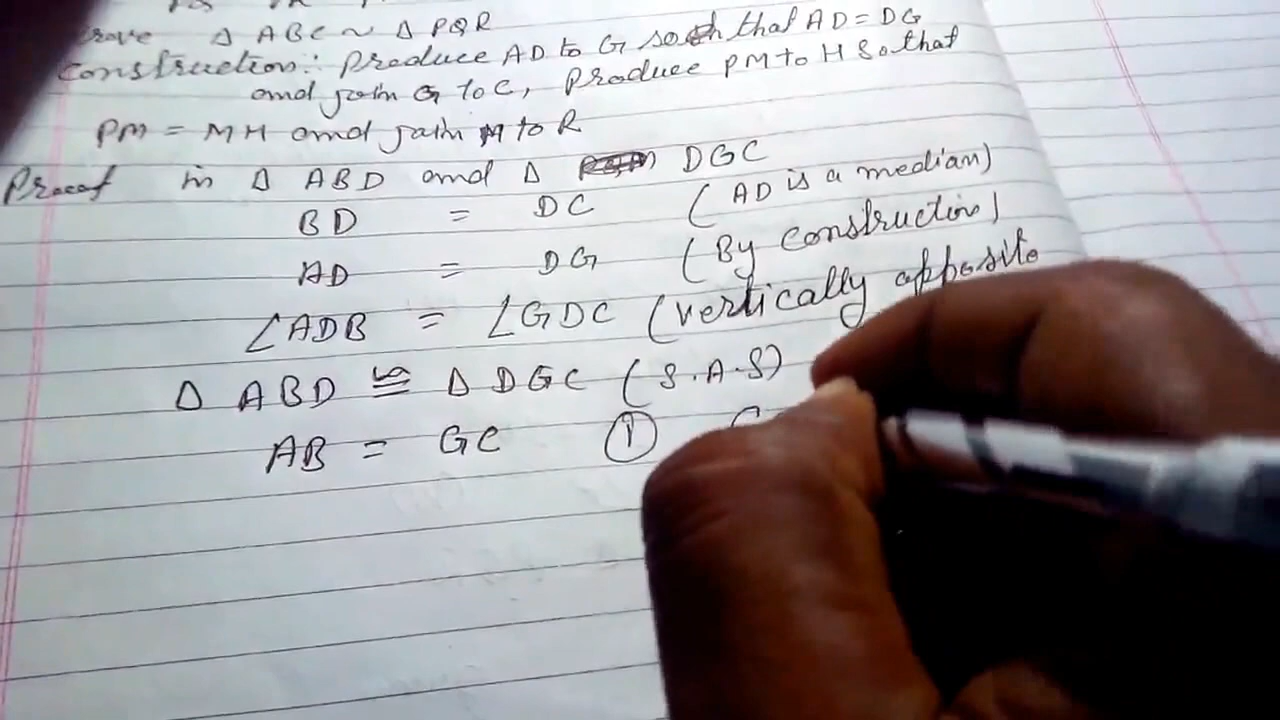 Prove Δ ABC ~ Δ PQR
Construction: Produce AD to G such that AD = DG
and join G to C, Produce PM to H so that
PM = MH and join M to R
Proof in Δ ABD and Δ DGC
BD = DC (AD is a median)
AD = DG (By construction)
∠ADB = ∠GDC (vertically opposite
Δ ABD ≅ Δ DGC (S.A.S)
AB = GC ① C